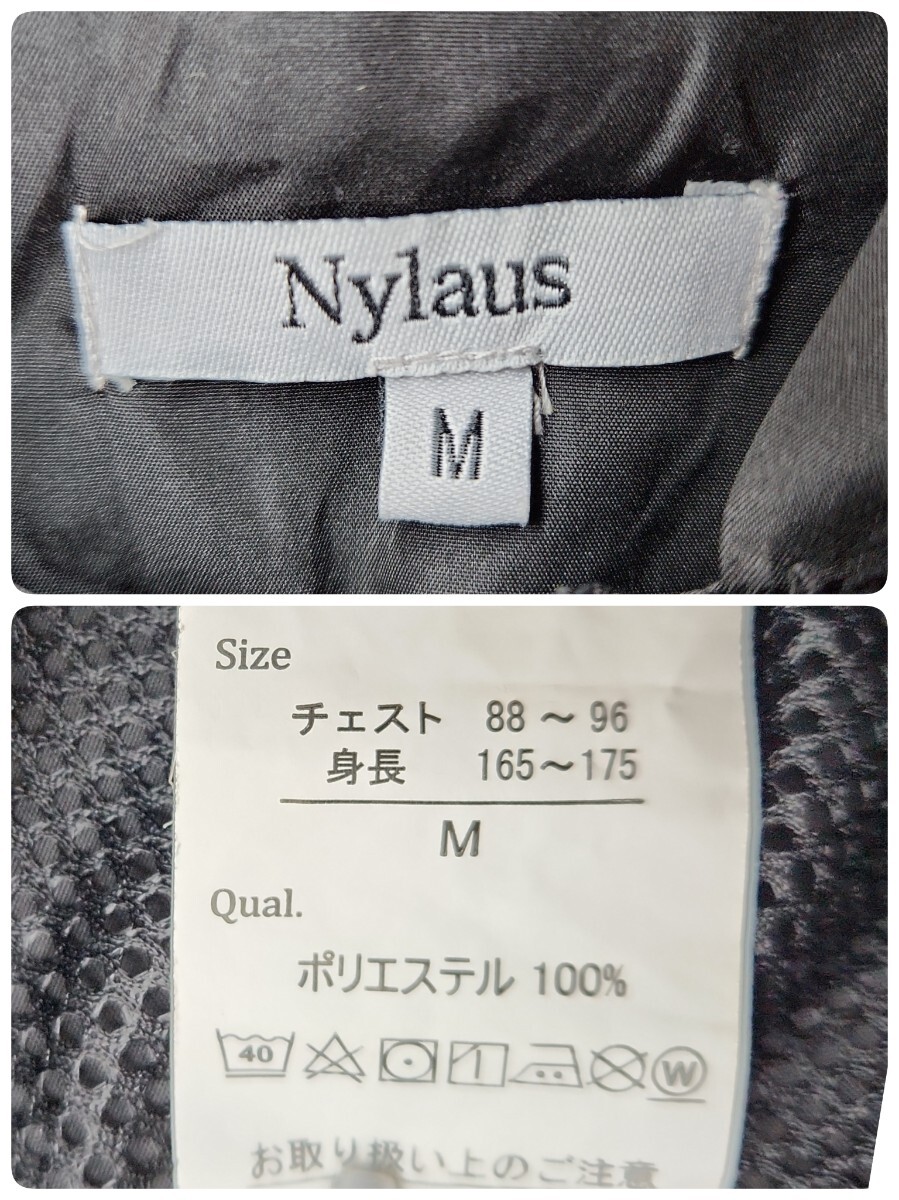 Nylaus
M
Size
チェスト 88 ～ 96
身長 165～175
M
Qual.
ポリエステル 100%
40 W
お取り扱い上のご注意